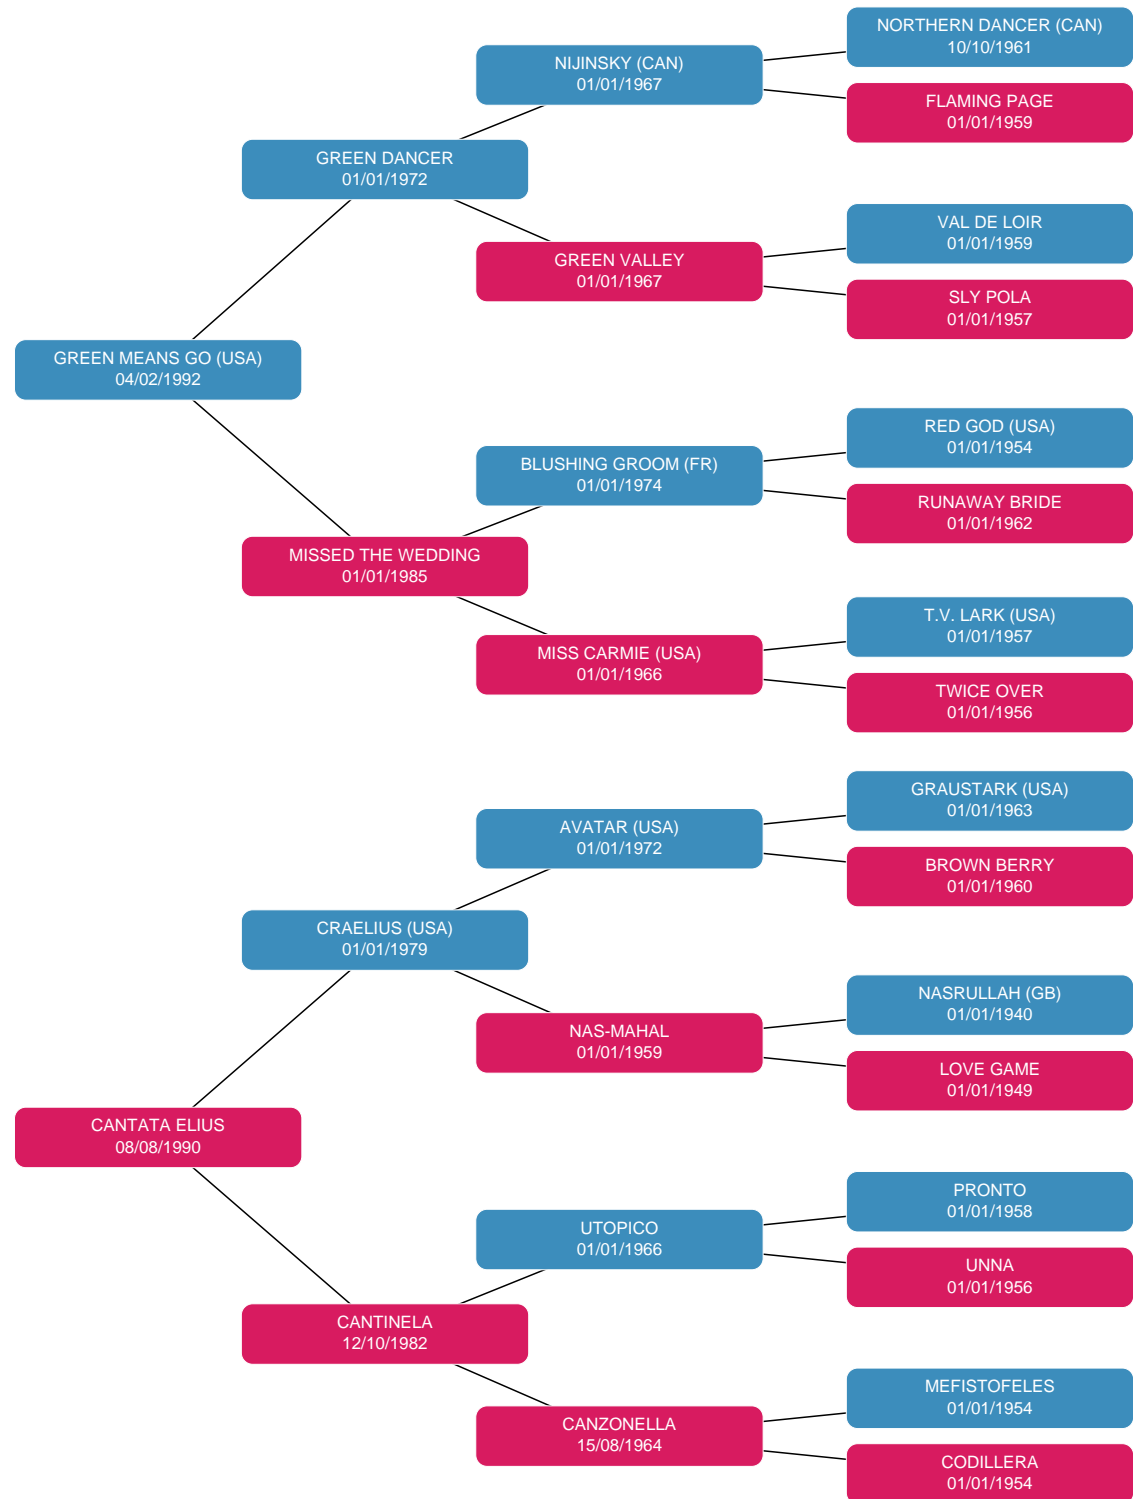 NORTHERN DANCER (CAN)
10/10/1961
NIJINSKY (CAN)
01/01/1967
FLAMING PAGE
01/01/1959
GREEN DANCER
01/01/1972
VAL DE LOIR
01/01/1959
GREEN VALLEY
01/01/1967
SLY POLA
01/01/1957
GREEN MEANS GO (USA)
04/02/1992
RED GOD (USA)
01/01/1954
BLUSHING GROOM (FR)
01/01/1974
RUNAWAY BRIDE
01/01/1962
MISSED THE WEDDING
01/01/1985
T.V. LARK (USA)
01/01/1957
MISS CARMIE (USA)
01/01/1966
TWICE OVER
01/01/1956
GRAUSTARK (USA)
01/01/1963
AVATAR (USA)
01/01/1972
BROWN BERRY
01/01/1960
CRAELIUS (USA)
01/01/1979
NASRULLAH (GB)
01/01/1940
NAS-MAHAL
01/01/1959
LOVE GAME
01/01/1949
CANTATA ELIUS
08/08/1990
PRONTO
01/01/1958
UTOPICO
01/01/1966
UNNA
01/01/1956
CANTINELA
12/10/1982
MEFISTOFELES
01/01/1954
CANZONELLA
15/08/1964
CODILLERA
01/01/1954